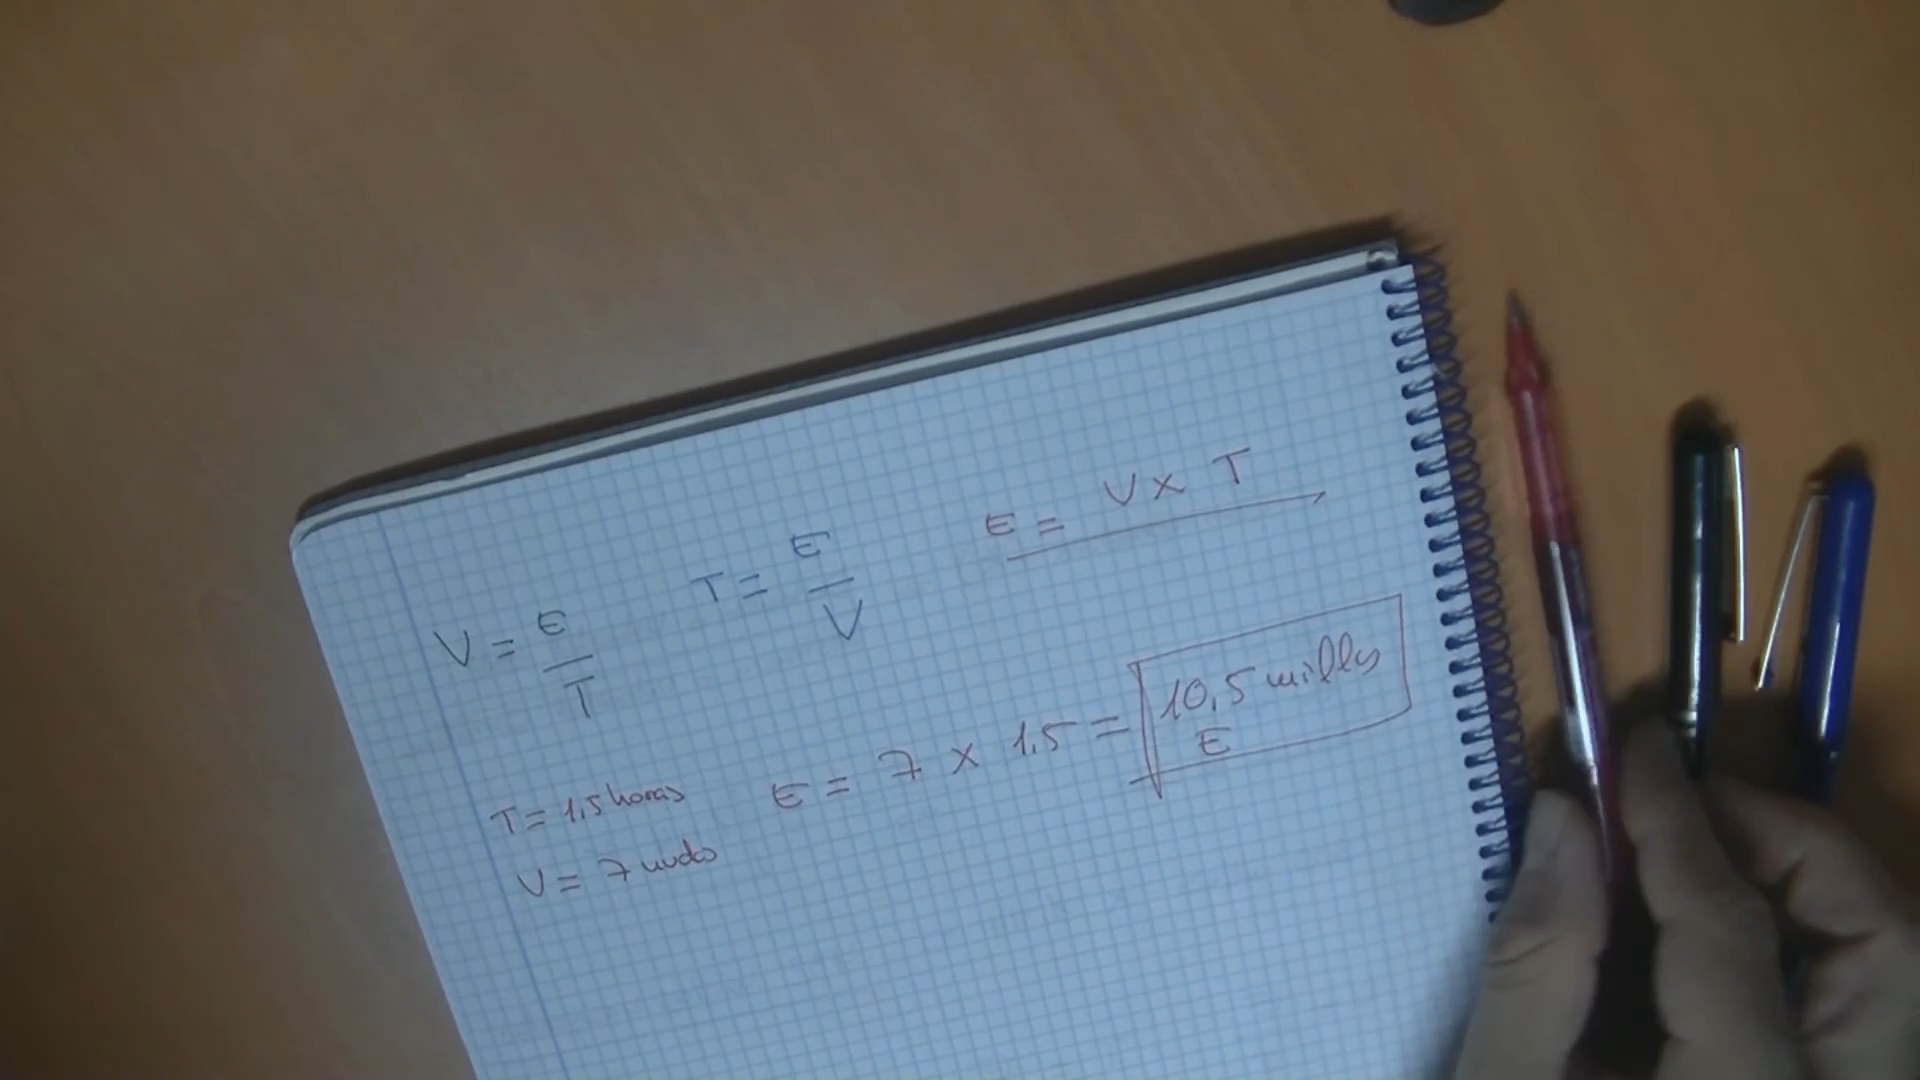 V = E/T
T = E/V
E = V x T
T = 1,5 horas
V = 7 nudos
E = 7 x 1,5 = 10,5 millas
E